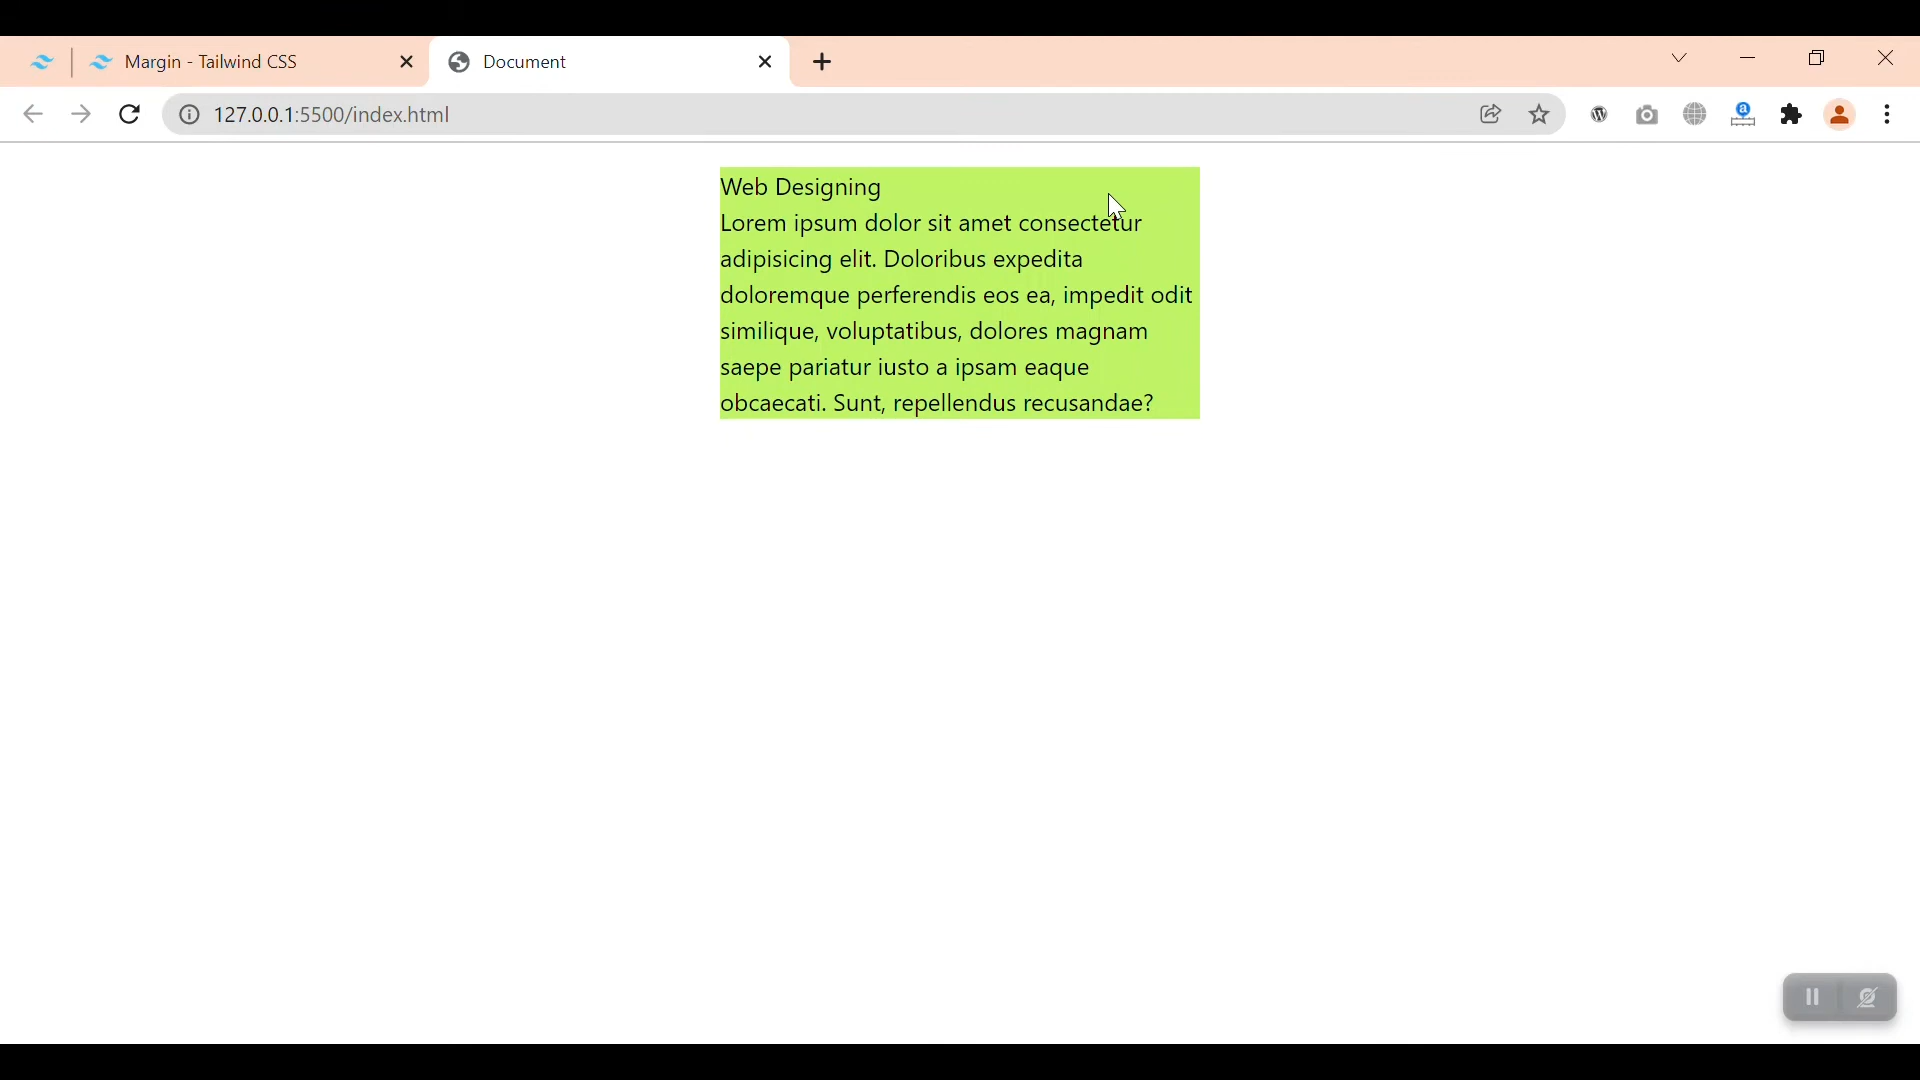 Margin - Tailwind CSS
Document
127.0.0.1:5500/index.html
Web Designing
Lorem ipsum dolor sit amet consectetur
adipisicing elit. Doloribus expedita
doloremque perferendis eos ea, impedit odit
similique, voluptatibus, dolores magnam
saepe pariatur iusto a ipsam eaque
obcaecati. Sunt, repellendus recusandae?